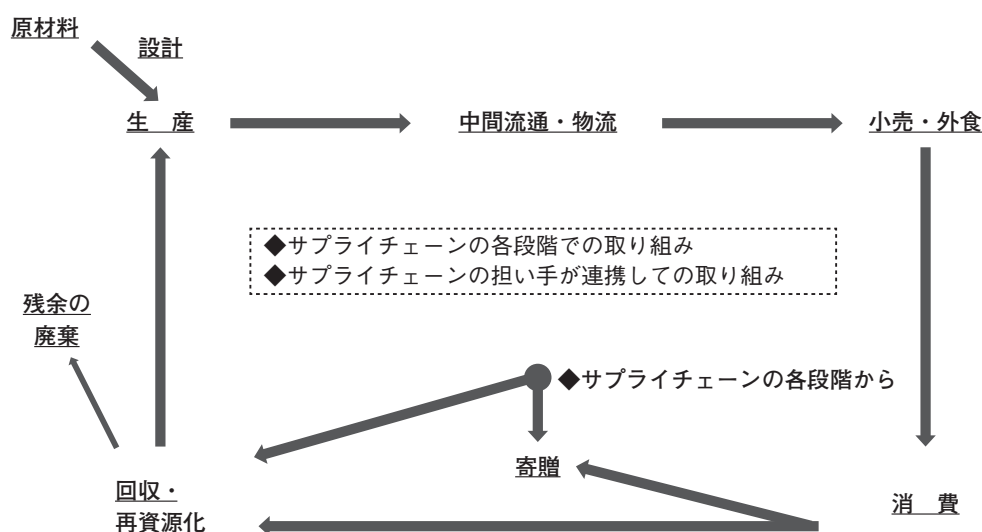 原材料
設計
生　産
中間流通・物流
小売・外食
◆サプライチェーンの各段階での取り組み
◆サプライチェーンの担い手が連携しての取り組み
残余の
廃棄
◆サプライチェーンの各段階から
寄贈
回収・
再資源化
消　費